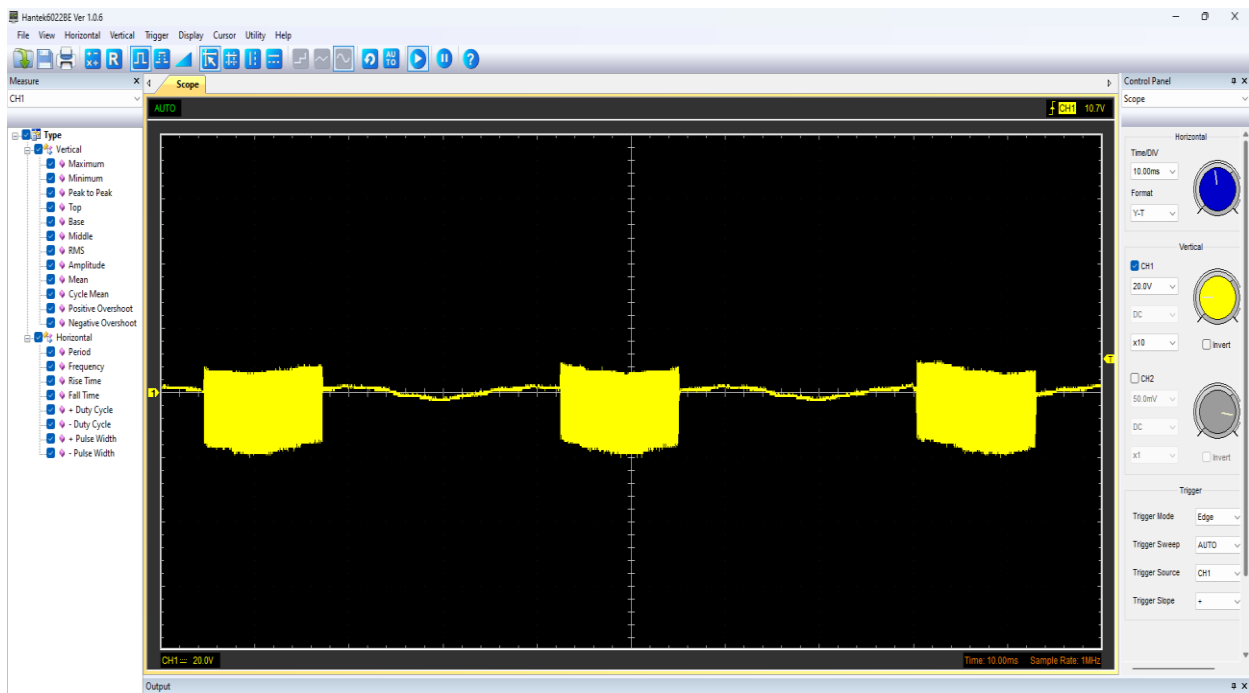 Hantek6022BE Ver 1.0.6
File View Horizontal Vertical Trigger Display Cursor Utility Help
R AUTO ?
Measure X
CH1
Type
Vertical
Maximum
Minimum
Peak to Peak
Top
Base
Middle
RMS
Amplitude
Mean
Cycle Mean
Positive Overshoot
Negative Overshoot
Horizontal
Period
Frequency
Rise Time
Fall Time
+ Duty Cycle
- Duty Cycle
+ Pulse Width
- Pulse Width
Scope
AUTO
CH1 10.7V
1
T
CH1 20.0V
Time: 10.00ms Sample Rate: 1MHz
Output
Control Panel
Scope
Horizontal
Time/DIV
10.00ms
Format
Y-T
Vertical
CH1
20.0V
DC
x10
Invert
CH2
50.0mV
DC
x1
Invert
Trigger
Trigger Mode Edge
Trigger Sweep AUTO
Trigger Source CH1
Trigger Slope +